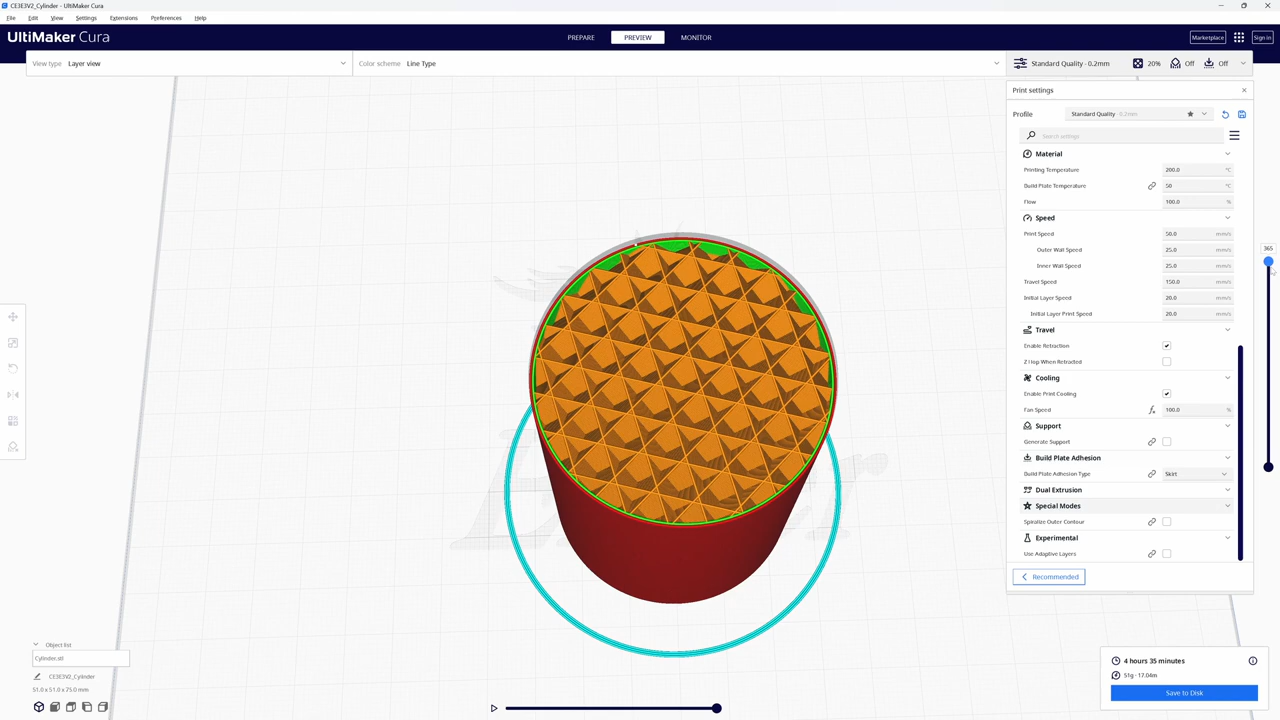 CE3E3V2_Cylinder - UltiMaker Cura
File Edit View Settings Extensions Preferences Help
UltiMaker Cura
PREPARE PREVIEW MONITOR
Marketplace Sign in
View type Layer view
Color scheme Line Type
Standard Quality - 0.2mm 20% Off Off
Print settings
Profile Standard Quality - 0.2mm
Search settings
Material
Printing Temperature 200.0 °C
Build Plate Temperature 50 °C
Flow 100.0 %
Speed
Print Speed 50.0 mm/s
Outer Wall Speed 25.0 mm/s
Inner Wall Speed 25.0 mm/s
Travel Speed 150.0 mm/s
Initial Layer Speed 20.0 mm/s
Initial Layer Print Speed 20.0 mm/s
Travel
Enable Retraction
Z Hop When Retracted
Cooling
Enable Print Cooling
Fan Speed 100.0 %
Support
Generate Support
Build Plate Adhesion
Build Plate Adhesion Type Skirt
Dual Extrusion
Special Modes
Spiralize Outer Contour
Experimental
Use Adaptive Layers
Recommended
365
Object list
Cylinder.stl
CE3E3V2_Cylinder
51.0 x 51.0 x 75.0 mm
4 hours 35 minutes
51g · 17.04m
Save to Disk